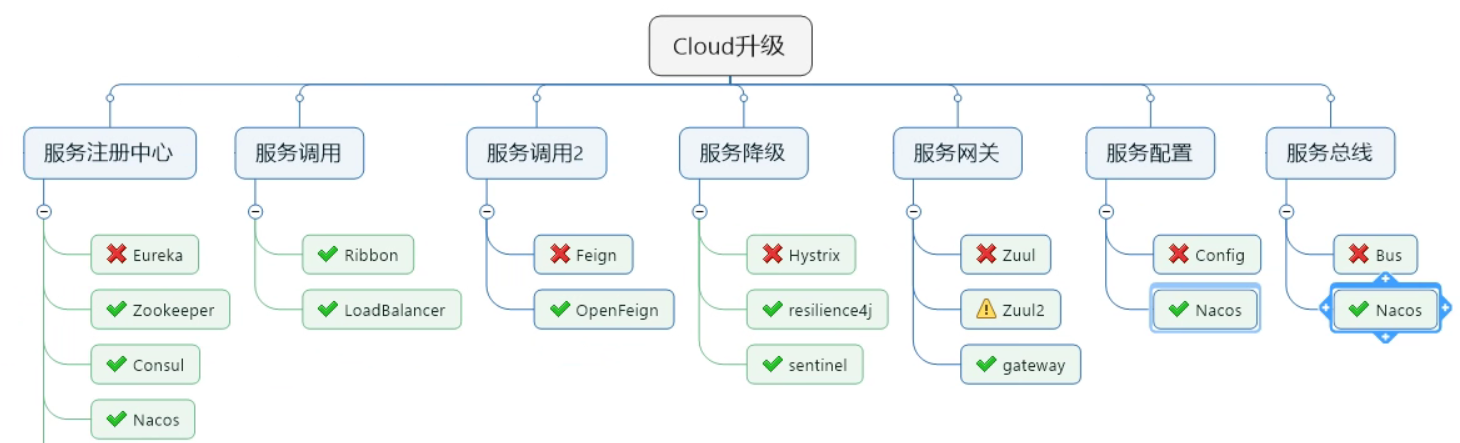 Cloud升级
服务注册中心
Eureka
Zookeeper
Consul
Nacos
服务调用
Ribbon
LoadBalancer
服务调用2
Feign
OpenFeign
服务降级
Hystrix
resilience4j
sentinel
服务网关
Zuul
Zuul2
gateway
服务配置
Config
Nacos
服务总线
Bus
Nacos